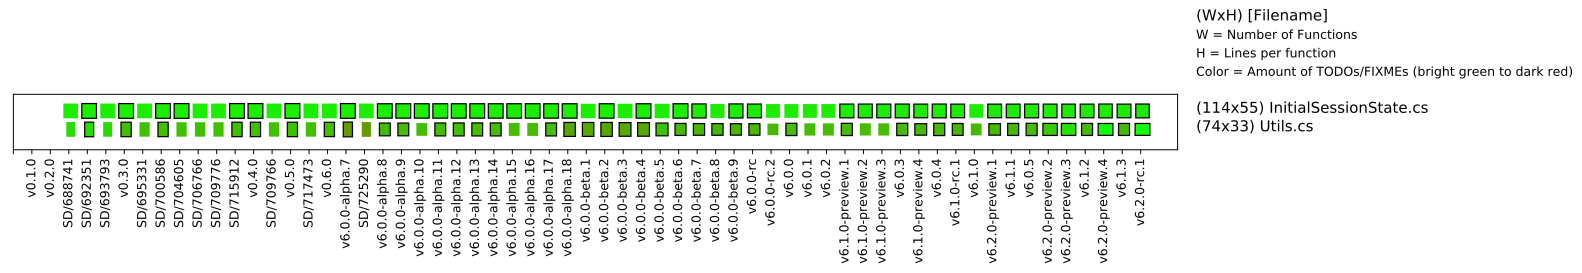 (WxH) [Filename]
W = Number of Functions
H = Lines per function
Color = Amount of TODOs/FIXMEs (bright green to dark red)
(114x55) InitialSessionState.cs
(74x33) Utils.cs
v0.1.0
v0.2.0
SD/688741
SD/692351
SD/693793
v0.3.0
SD/695331
SD/700586
SD/704605
SD/706766
SD/709776
SD/715912
v0.4.0
SD/709766
v0.5.0
SD/717473
v0.6.0
v6.0.0-alpha.7
SD/725290
v6.0.0-alpha.8
v6.0.0-alpha.9
v6.0.0-alpha.10
v6.0.0-alpha.11
v6.0.0-alpha.12
v6.0.0-alpha.13
v6.0.0-alpha.14
v6.0.0-alpha.15
v6.0.0-alpha.16
v6.0.0-alpha.17
v6.0.0-alpha.18
v6.0.0-beta.1
v6.0.0-beta.2
v6.0.0-beta.3
v6.0.0-beta.4
v6.0.0-beta.5
v6.0.0-beta.6
v6.0.0-beta.7
v6.0.0-beta.8
v6.0.0-beta.9
v6.0.0-rc
v6.0.0-rc.2
v6.0.0
v6.0.1
v6.0.2
v6.1.0-preview.1
v6.1.0-preview.2
v6.1.0-preview.3
v6.0.3
v6.1.0-preview.4
v6.0.4
v6.1.0-rc.1
v6.1.0
v6.2.0-preview.1
v6.1.1
v6.0.5
v6.2.0-preview.2
v6.2.0-preview.3
v6.1.2
v6.2.0-preview.4
v6.1.3
v6.2.0-rc.1